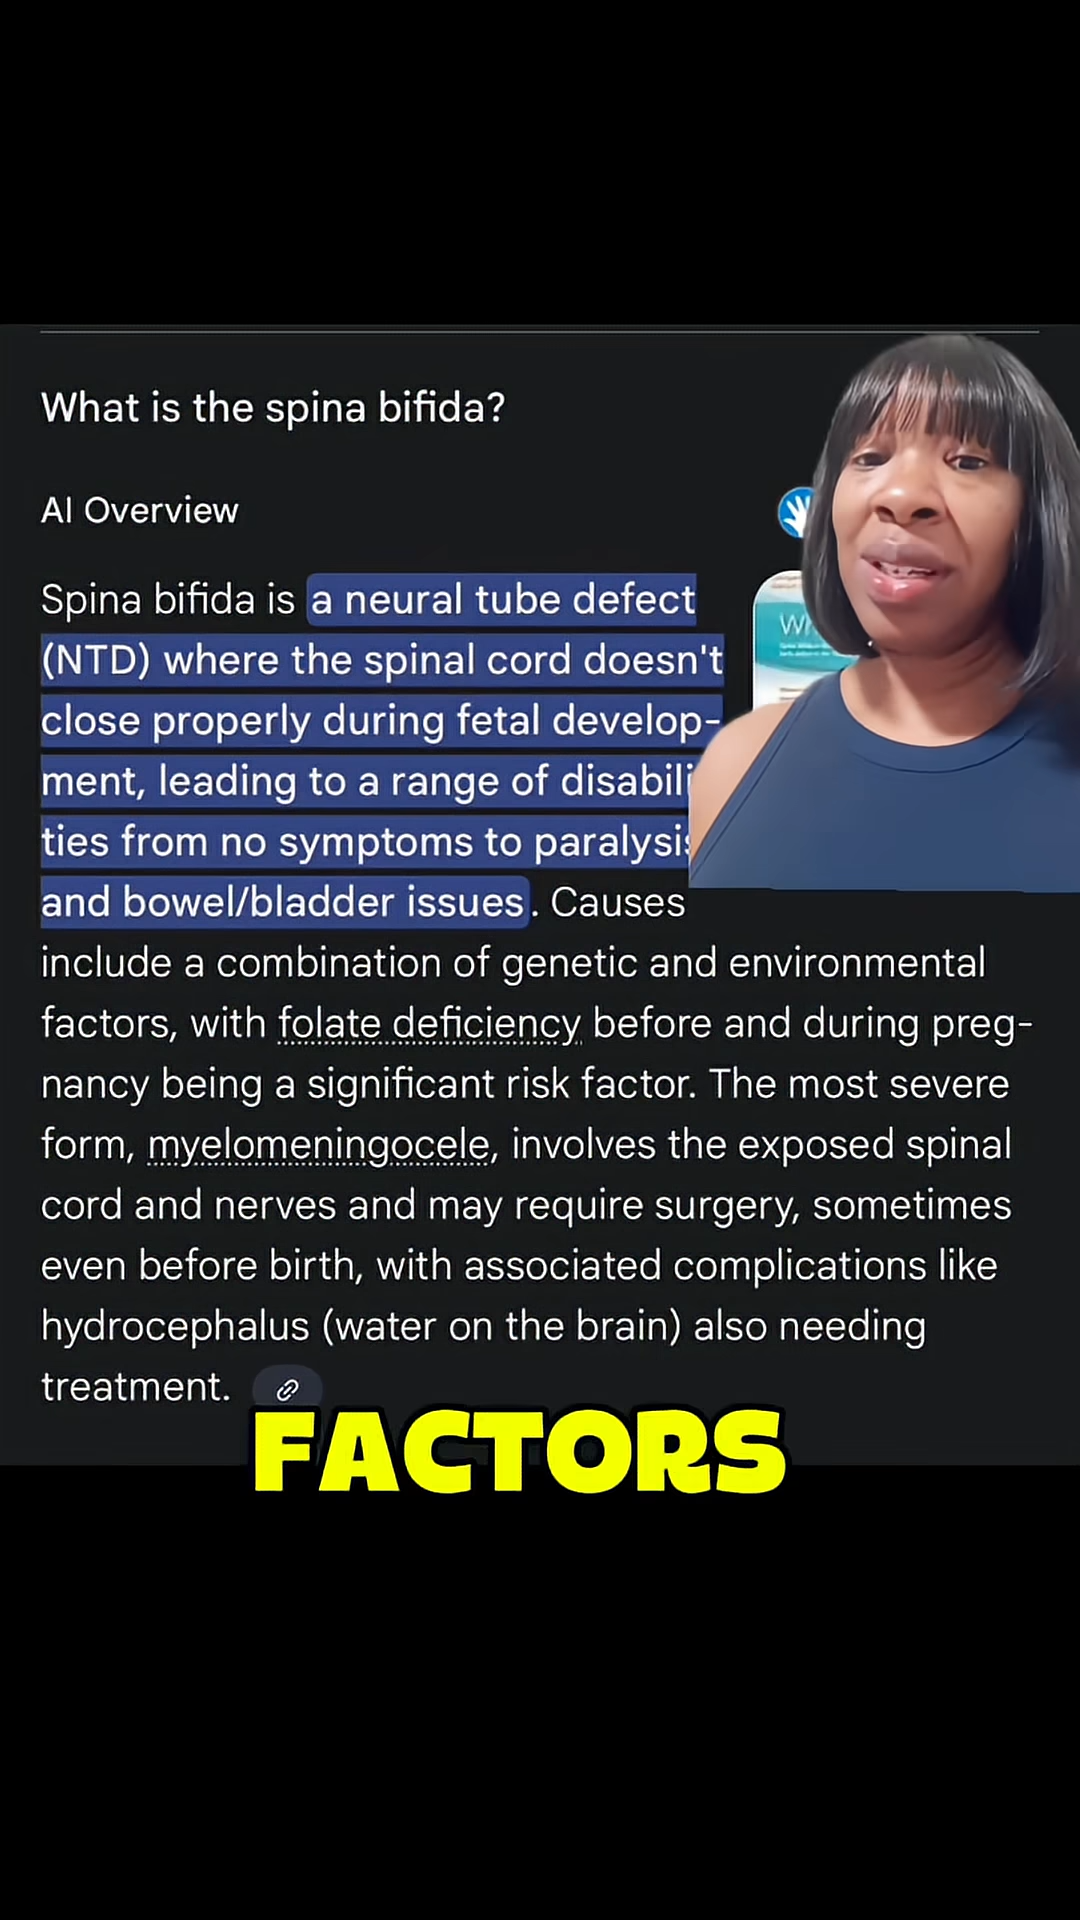 What is the spina bifida?
AI Overview
Spina bifida is a neural tube defect
(NTD) where the spinal cord doesn't
close properly during fetal develop-
ment, leading to a range of disabili
ties from no symptoms to paralysis
and bowel/bladder issues. Causes
include a combination of genetic and environmental
factors, with folate deficiency before and during preg-
nancy being a significant risk factor. The most severe
form, myelomeningocele, involves the exposed spinal
cord and nerves and may require surgery, sometimes
even before birth, with associated complications like
hydrocephalus (water on the brain) also needing
treatment.
FACTORS